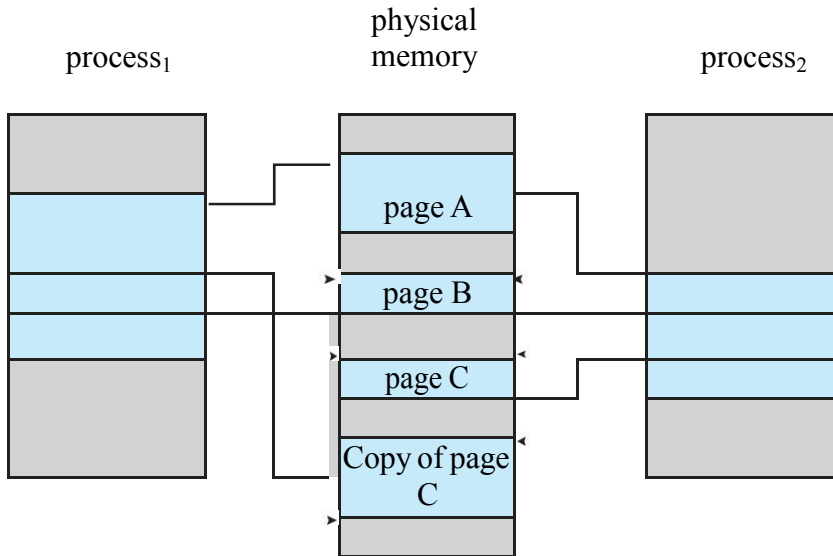 physical
memory
process₁
process₂
page A
page B
page C
Copy of page
C